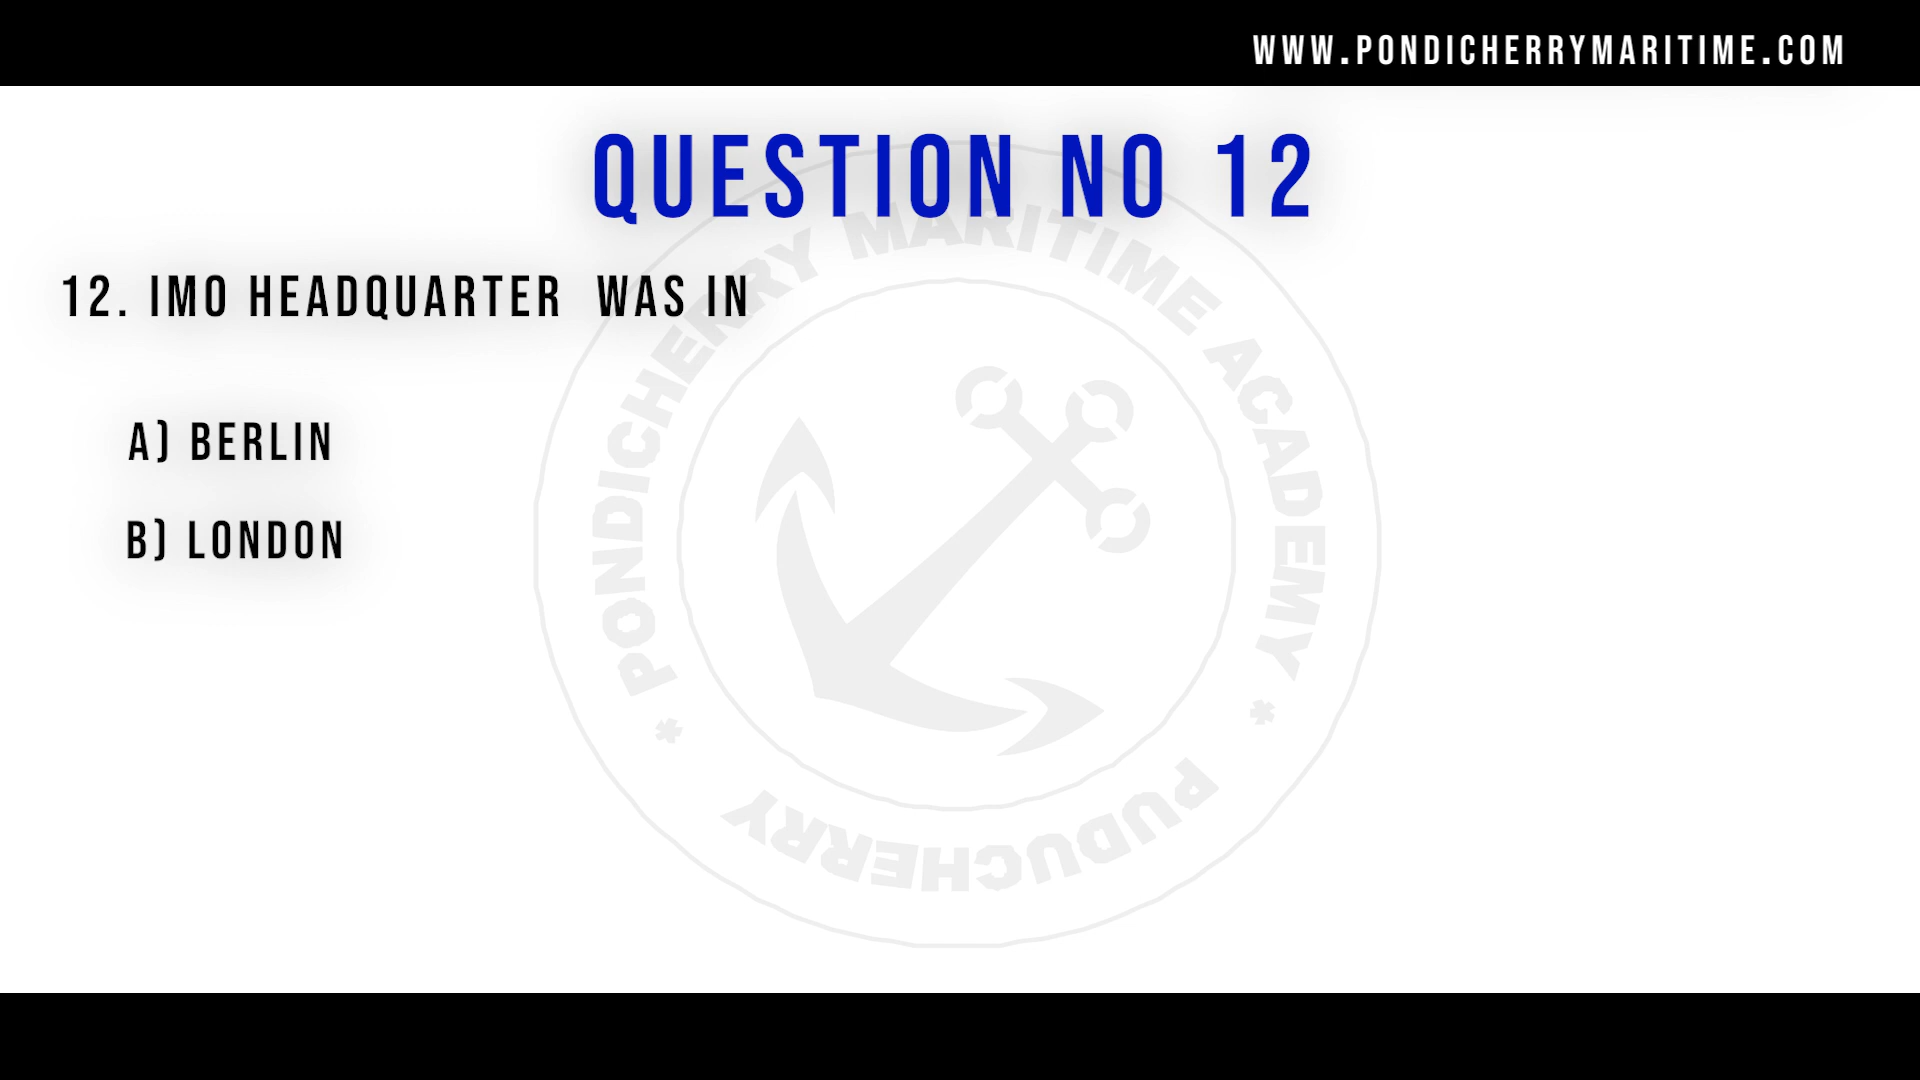 WWW.PONDICHERRYMARITIME.COM
QUESTION NO 12
12. IMO HEADQUARTER WAS IN
A) BERLIN
B) LONDON
PONDICHERRY MARITIME ACADEMY
* PUDUCHERRY *